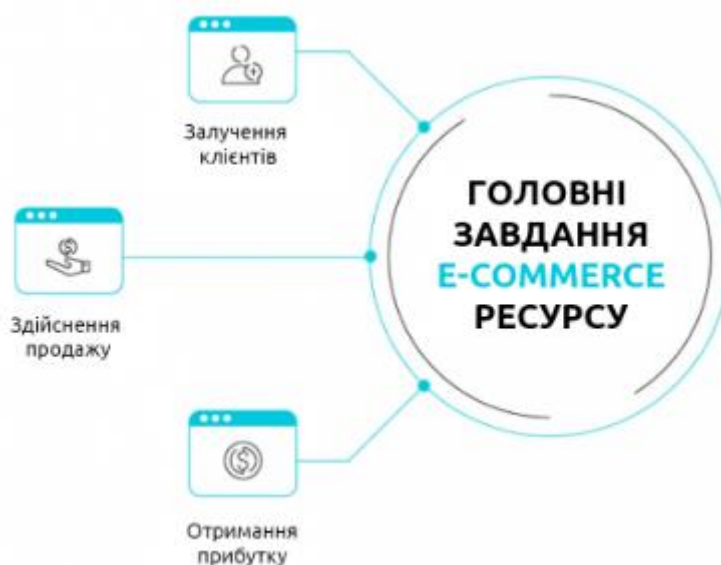 Залучення
клієнтів
Здійснення
продажу
Отримання
прибутку
ГОЛОВНІ
ЗАВДАННЯ
E-COMMERCE
РЕСУРСУ